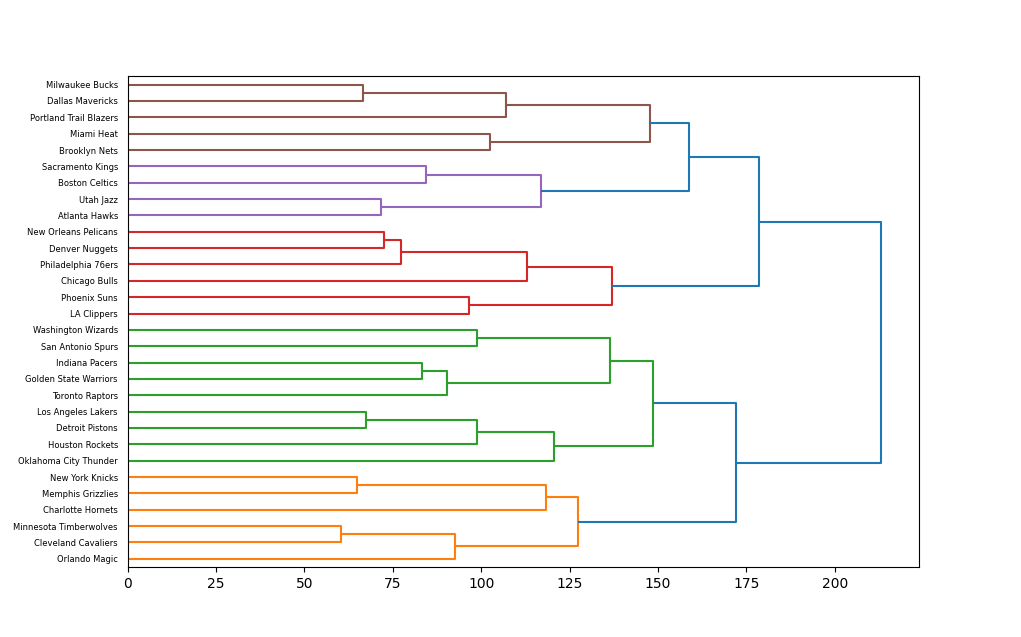 Milwaukee Bucks
Dallas Mavericks
Portland Trail Blazers
Miami Heat
Brooklyn Nets
Sacramento Kings
Boston Celtics
Utah Jazz
Atlanta Hawks
New Orleans Pelicans
Denver Nuggets
Philadelphia 76ers
Chicago Bulls
Phoenix Suns
LA Clippers
Washington Wizards
San Antonio Spurs
Indiana Pacers
Golden State Warriors
Toronto Raptors
Los Angeles Lakers
Detroit Pistons
Houston Rockets
Oklahoma City Thunder
New York Knicks
Memphis Grizzlies
Charlotte Hornets
Minnesota Timberwolves
Cleveland Cavaliers
Orlando Magic
0 25 50 75 100 125 150 175 200